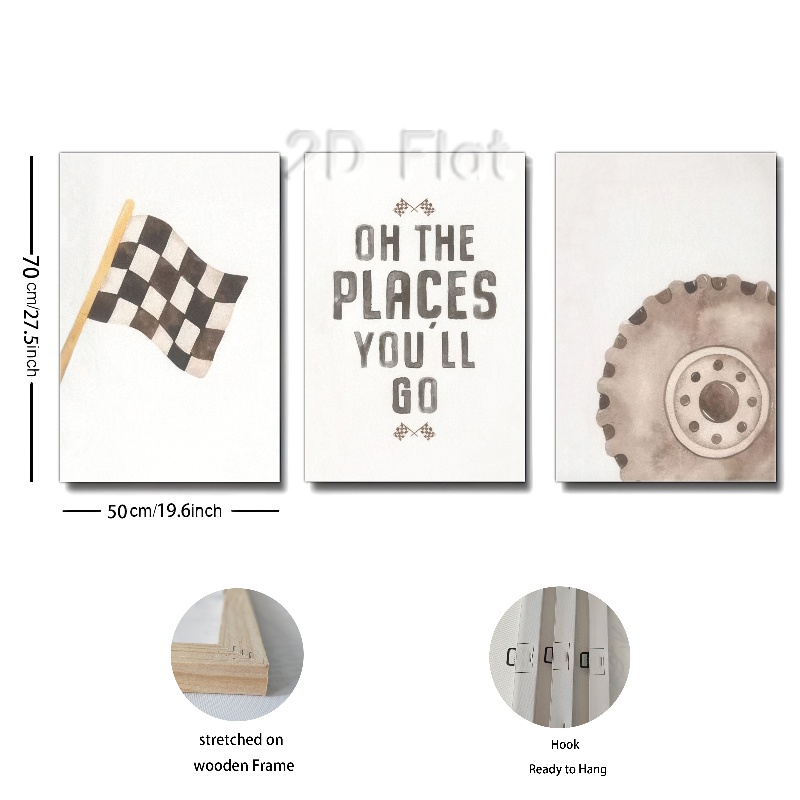 2D Flat
OH THE
PLACES
YOU'LL
GO
70 cm/27.5inch
50cm/19.6inch
stretched on
wooden Frame
Hook
Ready to Hang